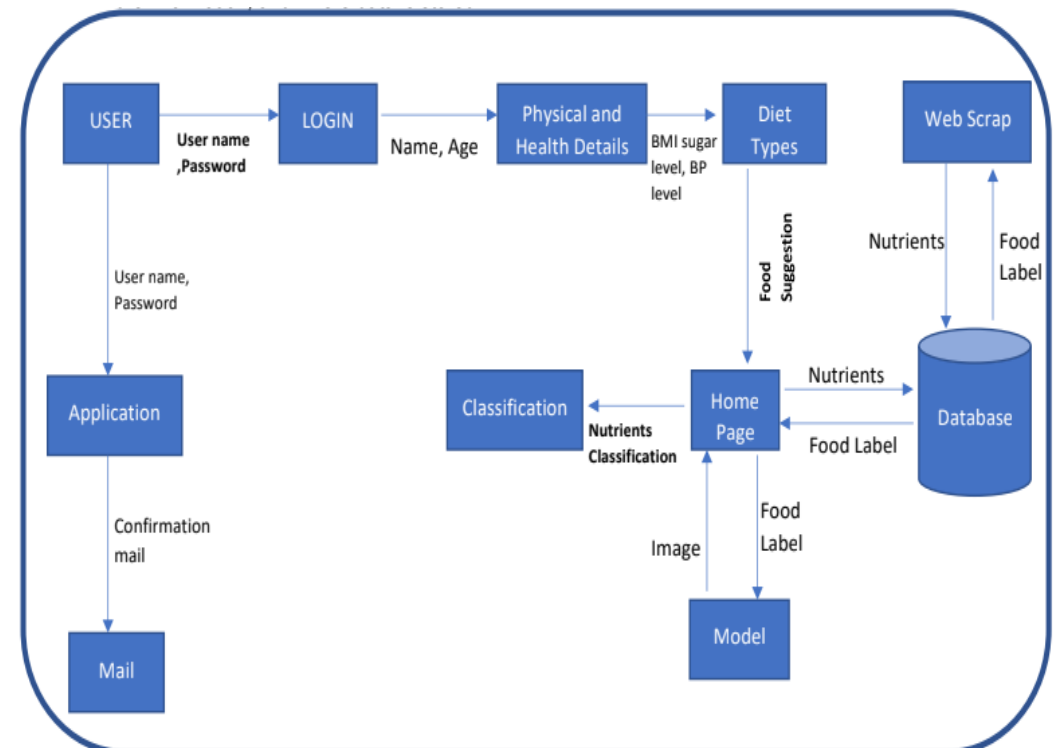 USER
User name
,Password
LOGIN
Name, Age
Physical and
Health Details
BMI sugar
level, BP
level
Diet
Types
Web Scrap
Nutrients
Food
Label
Food
Suggestion
User name,
Password
Application
Classification
Nutrients
Classification
Home
Page
Nutrients
Food Label
Database
Confirmation
mail
Image
Food
Label
Mail
Model